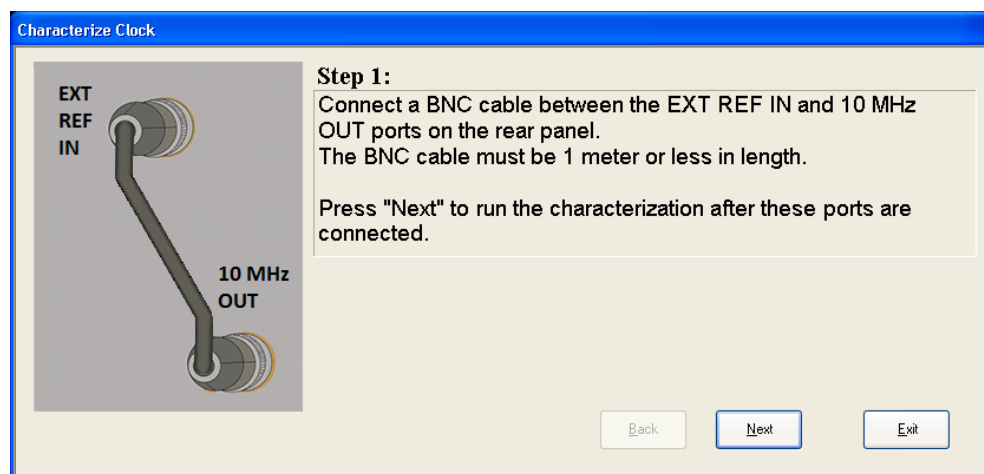 Characterize Clock
EXT
REF
IN
10 MHz
OUT
Step 1:
Connect a BNC cable between the EXT REF IN and 10 MHz
OUT ports on the rear panel.
The BNC cable must be 1 meter or less in length.
Press "Next" to run the characterization after these ports are
connected.
Back
Next
Exit